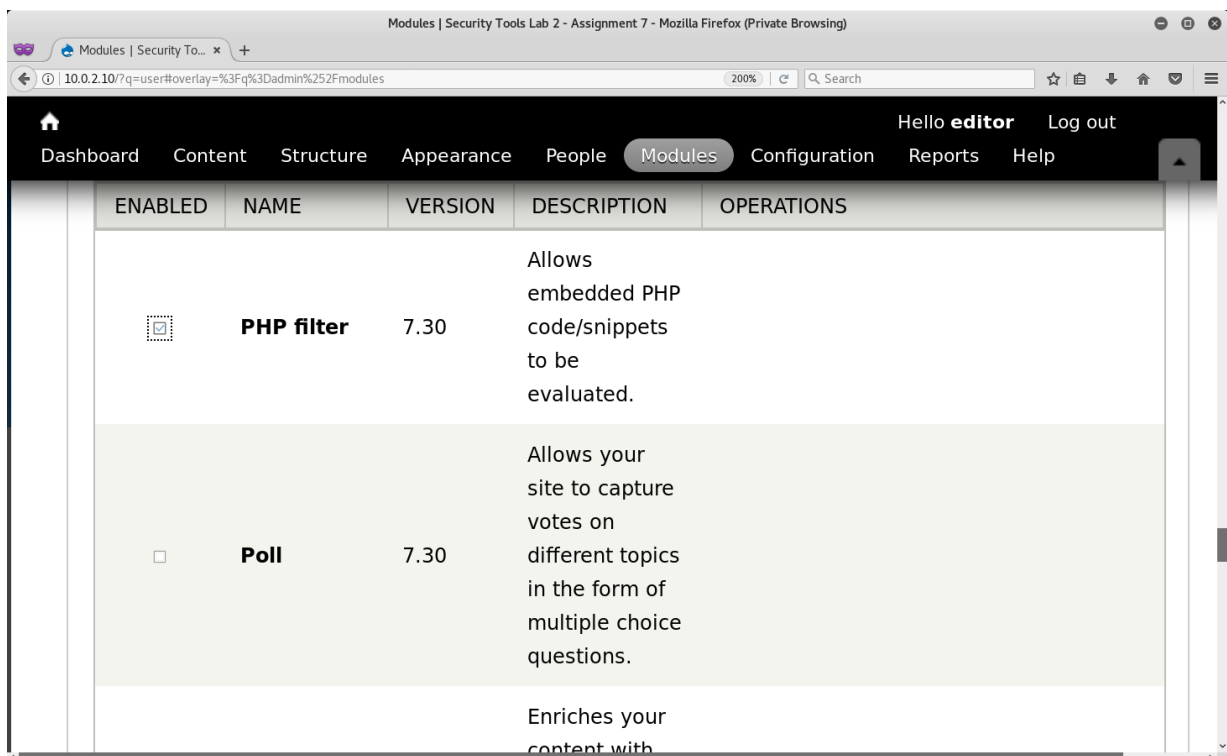 Modules | Security Tools Lab 2 - Assignment 7 - Mozilla Firefox (Private Browsing)
Modules | Security To... × +
10.0.2.10/?q=user#overlay=%3Fq%3Dadmin%252Fmodules 200% Search
Hello editor Log out
Dashboard Content Structure Appearance People Modules Configuration Reports Help
ENABLED NAME VERSION DESCRIPTION OPERATIONS
Allows
embedded PHP
PHP filter 7.30 code/snippets
to be
evaluated.
Allows your
site to capture
votes on
Poll 7.30 different topics
in the form of
multiple choice
questions.
Enriches your
content with